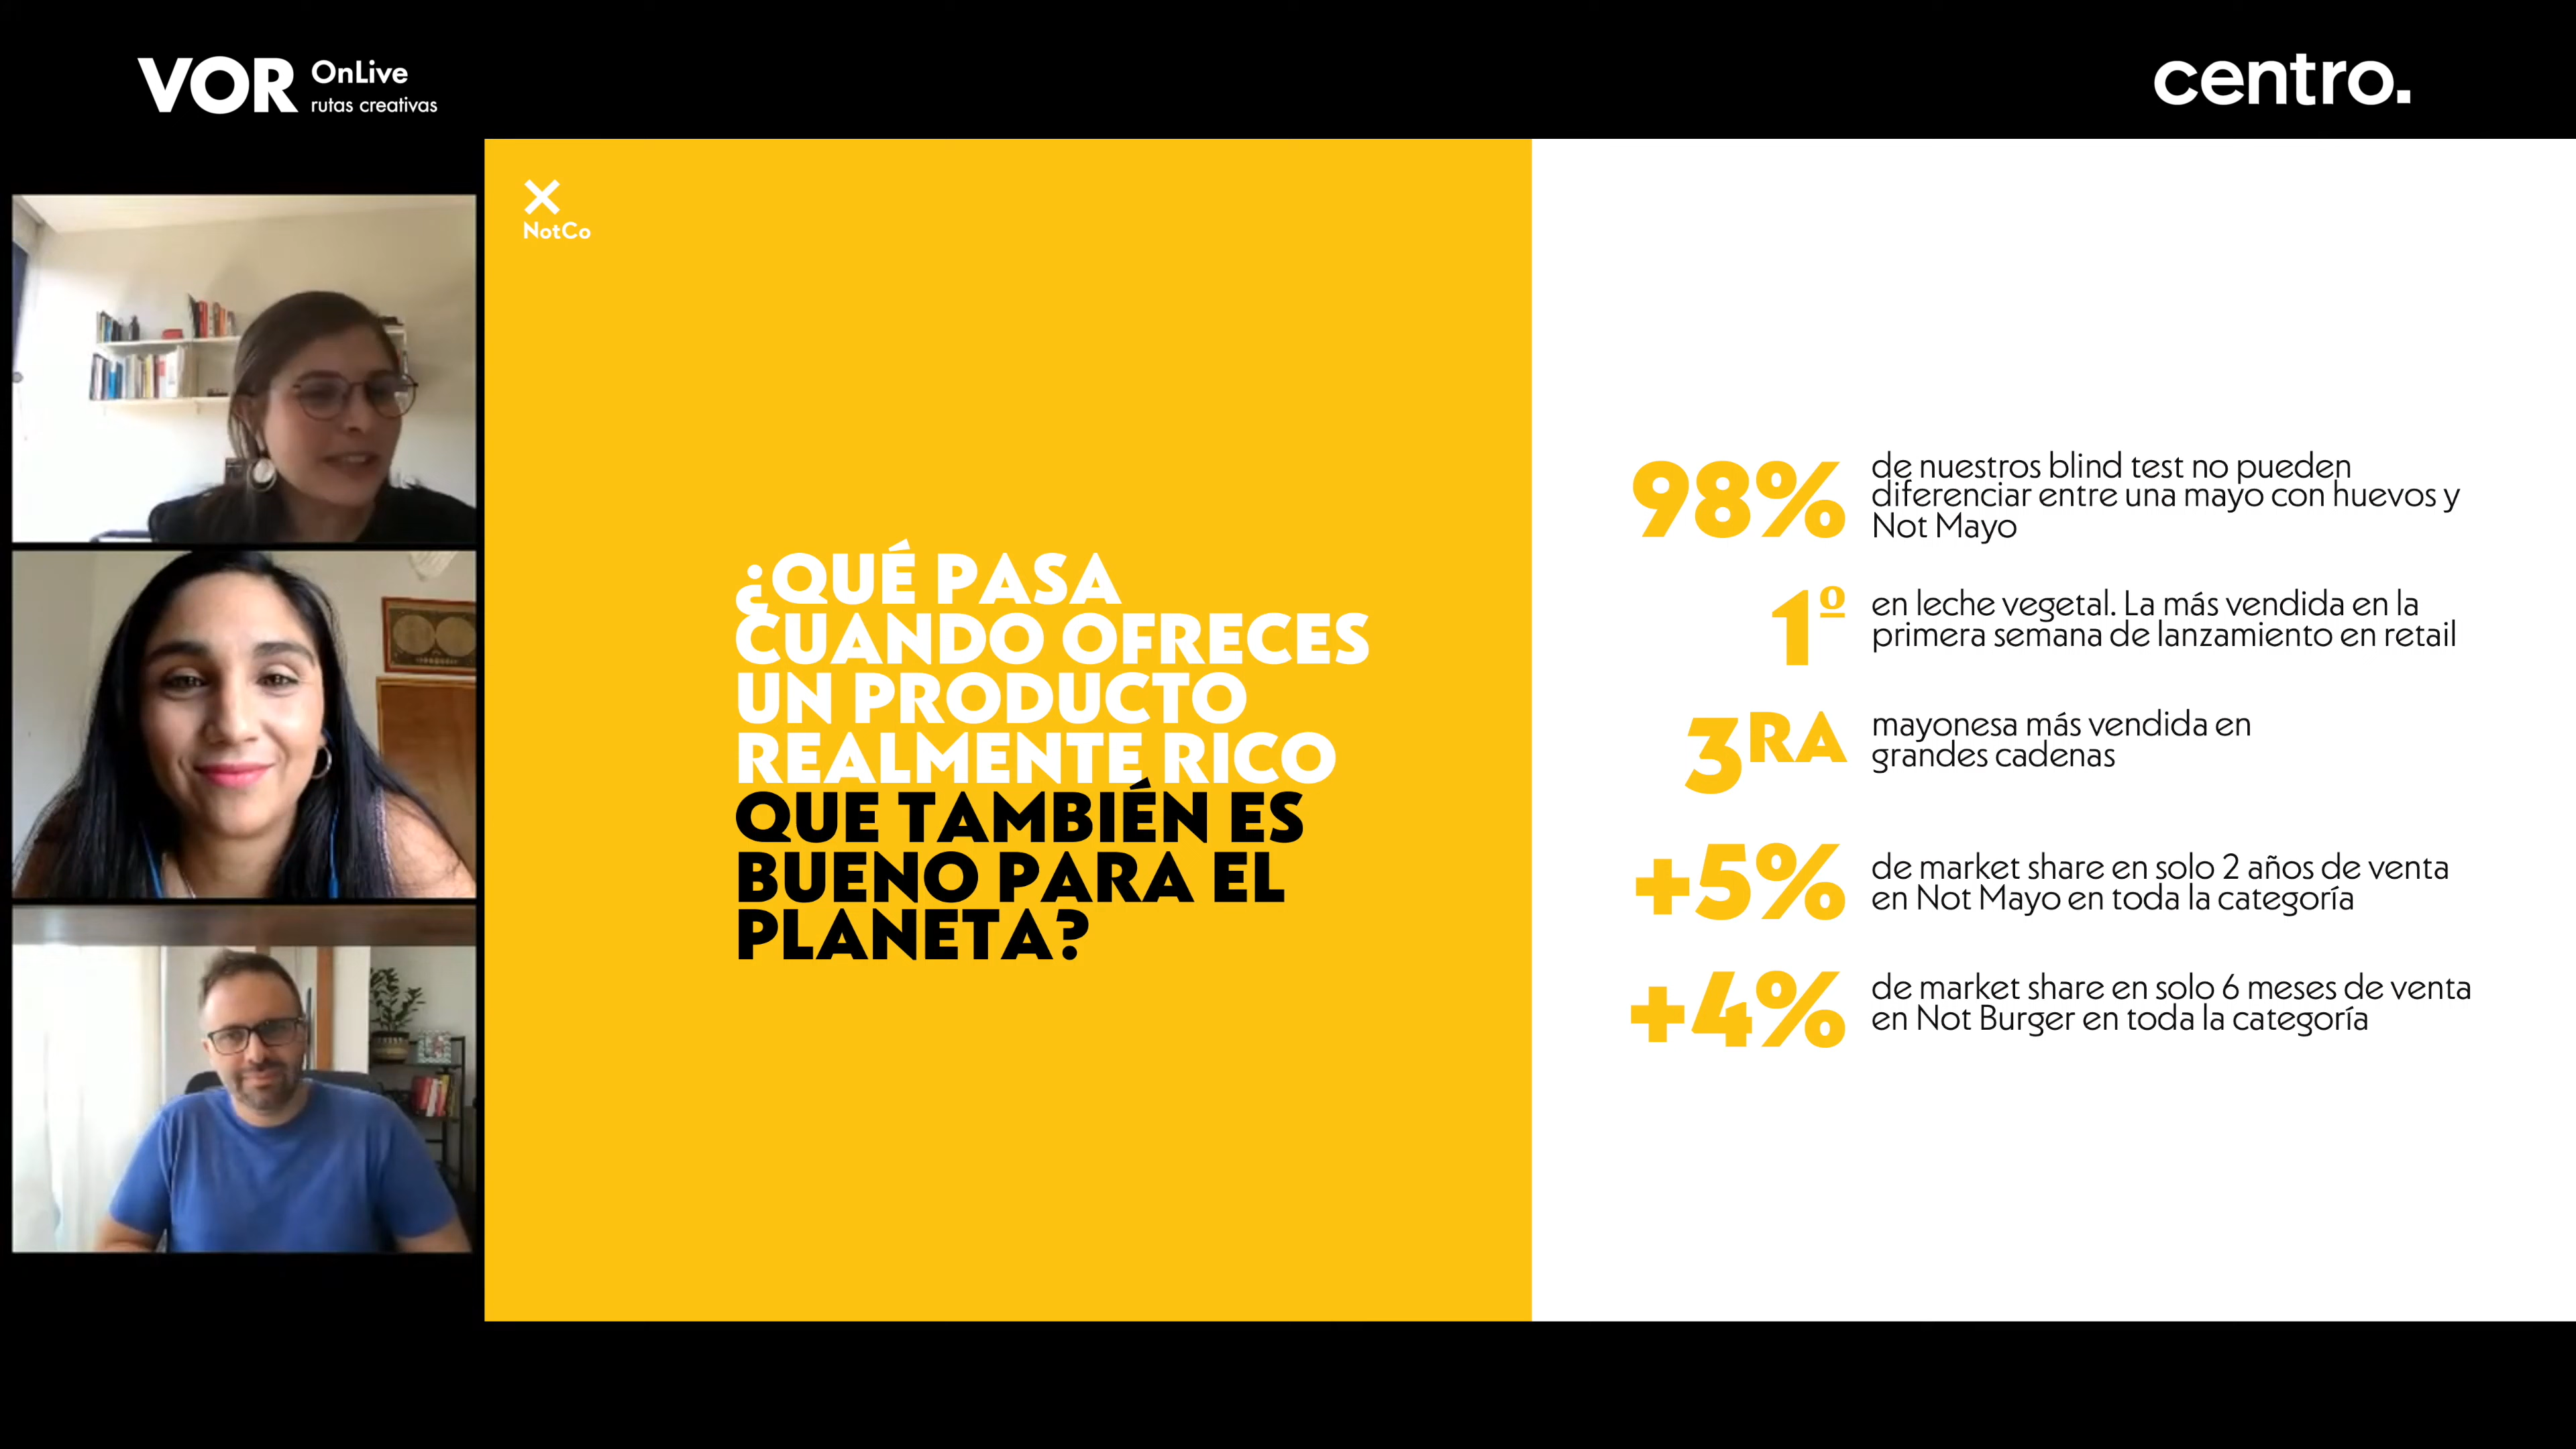 VOR OnLive
rutas creativas
centro.
NotCo
¿QUÉ PASA
CUANDO OFRECES
UN PRODUCTO
REALMENTE RICO
QUE TAMBIÉN ES
BUENO PARA EL
PLANETA?
98% de nuestros blind test no pueden
diferenciar entre una mayo con huevos y
Not Mayo
1º en leche vegetal. La más vendida en la
primera semana de lanzamiento en retail
3RA mayonesa más vendida en
grandes cadenas
+5% de market share en solo 2 años de venta
en Not Mayo en toda la categoría
+4% de market share en solo 6 meses de venta
en Not Burger en toda la categoría